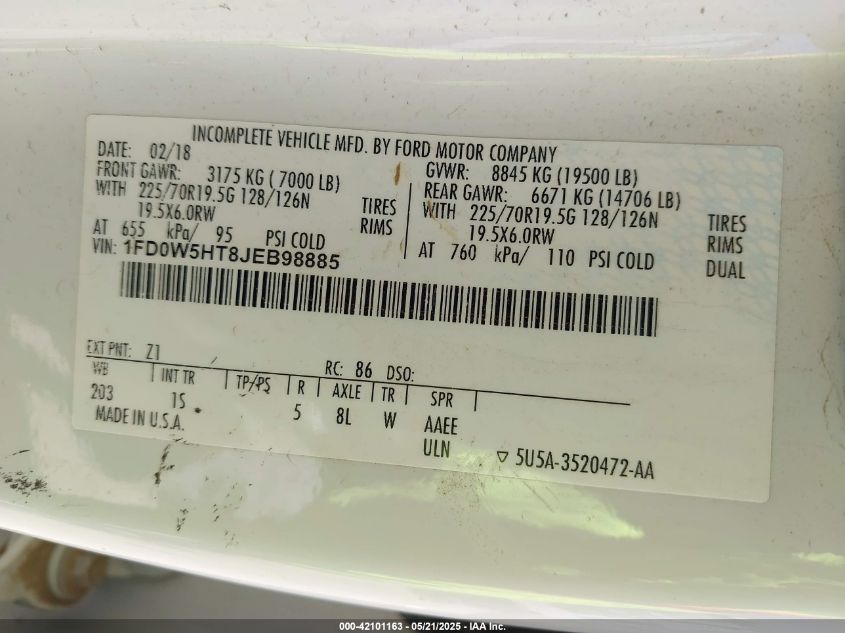 INCOMPLETE VEHICLE MFD. BY FORD MOTOR COMPANY
DATE: 02/18
GVWR: 8845 KG (19500 LB)
FRONT GAWR: 3175 KG ( 7000 LB)
REAR GAWR: 6671 KG (14706 LB)
WITH 225/70R19.5G 128/126N TIRES
WITH 225/70R19.5G 128/126N TIRES
19.5X6.0RW RIMS
19.5X6.0RW RIMS
AT 655 kPa/ 95 PSI COLD
AT 760 kPa/ 110 PSI COLD DUAL
VIN: 1FD0W5HT8JEB98885
EXT PNT: Z1
RC: 86 DSO:
WB INT TR TP/PS R AXLE TR SPR
203 1S 5 8L W AAEE
MADE IN U.S.A.
ULN
5U5A-3520472-AA
000-42101163 - 05/21/2025 - IAA Inc.